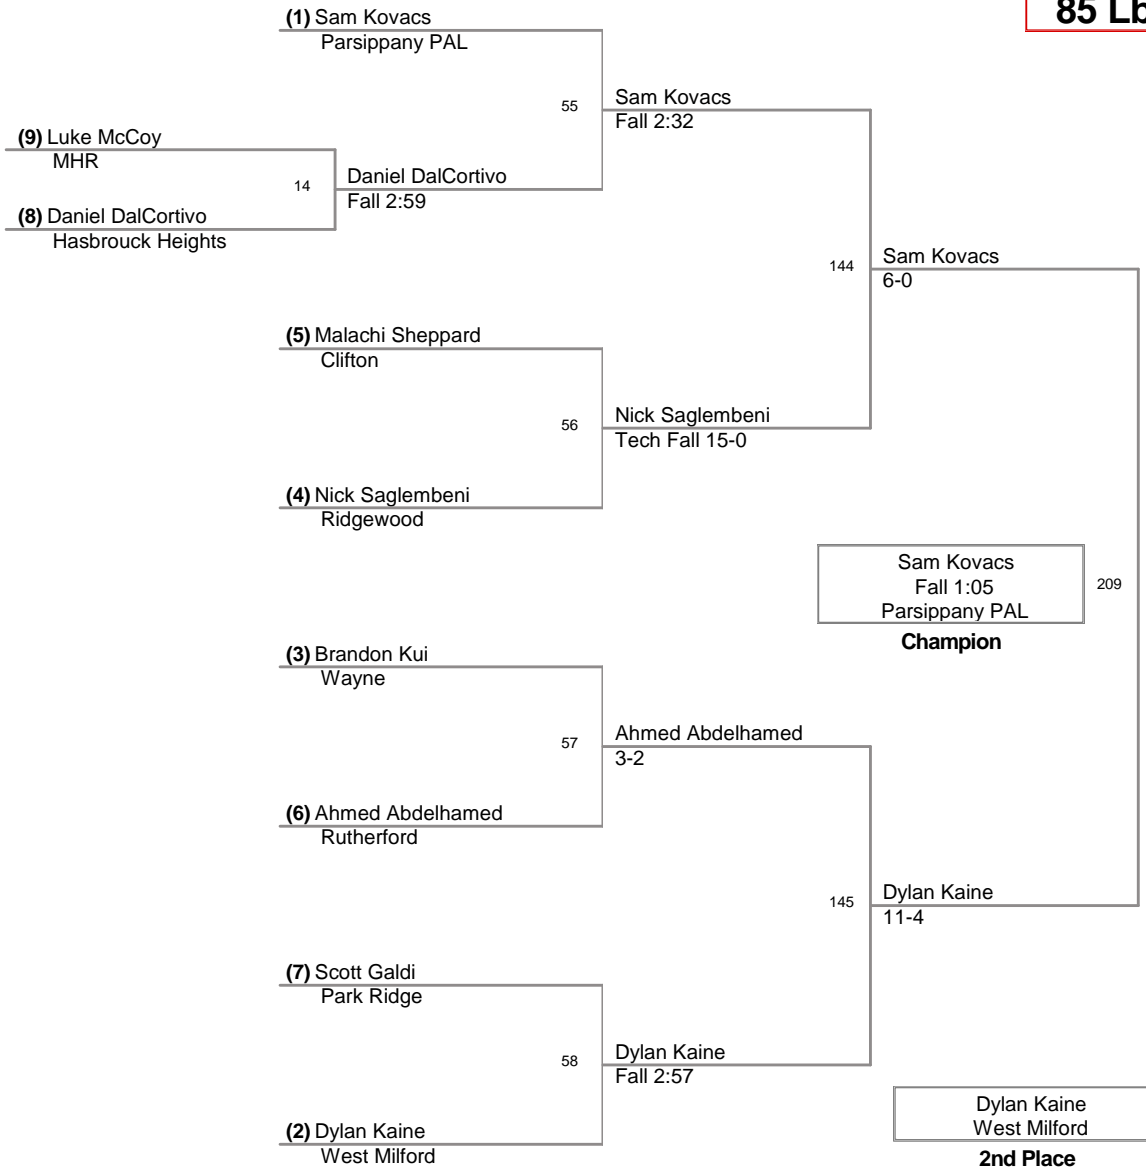 85 Lb
(1) Sam Kovacs
Parsippany PAL
55
Sam Kovacs
Fall 2:32
(9) Luke McCoy
MHR
14
Daniel DalCortivo
Fall 2:59
(8) Daniel DalCortivo
Hasbrouck Heights
144
Sam Kovacs
6-0
(5) Malachi Sheppard
Clifton
56
Nick Saglembeni
Tech Fall 15-0
(4) Nick Saglembeni
Ridgewood
Sam Kovacs
Fall 1:05
Parsippany PAL
209
Champion
(3) Brandon Kui
Wayne
57
Ahmed Abdelhamed
3-2
(6) Ahmed Abdelhamed
Rutherford
145
Dylan Kaine
11-4
(7) Scott Galdi
Park Ridge
58
Dylan Kaine
Fall 2:57
(2) Dylan Kaine
West Milford
Dylan Kaine
West Milford
2nd Place